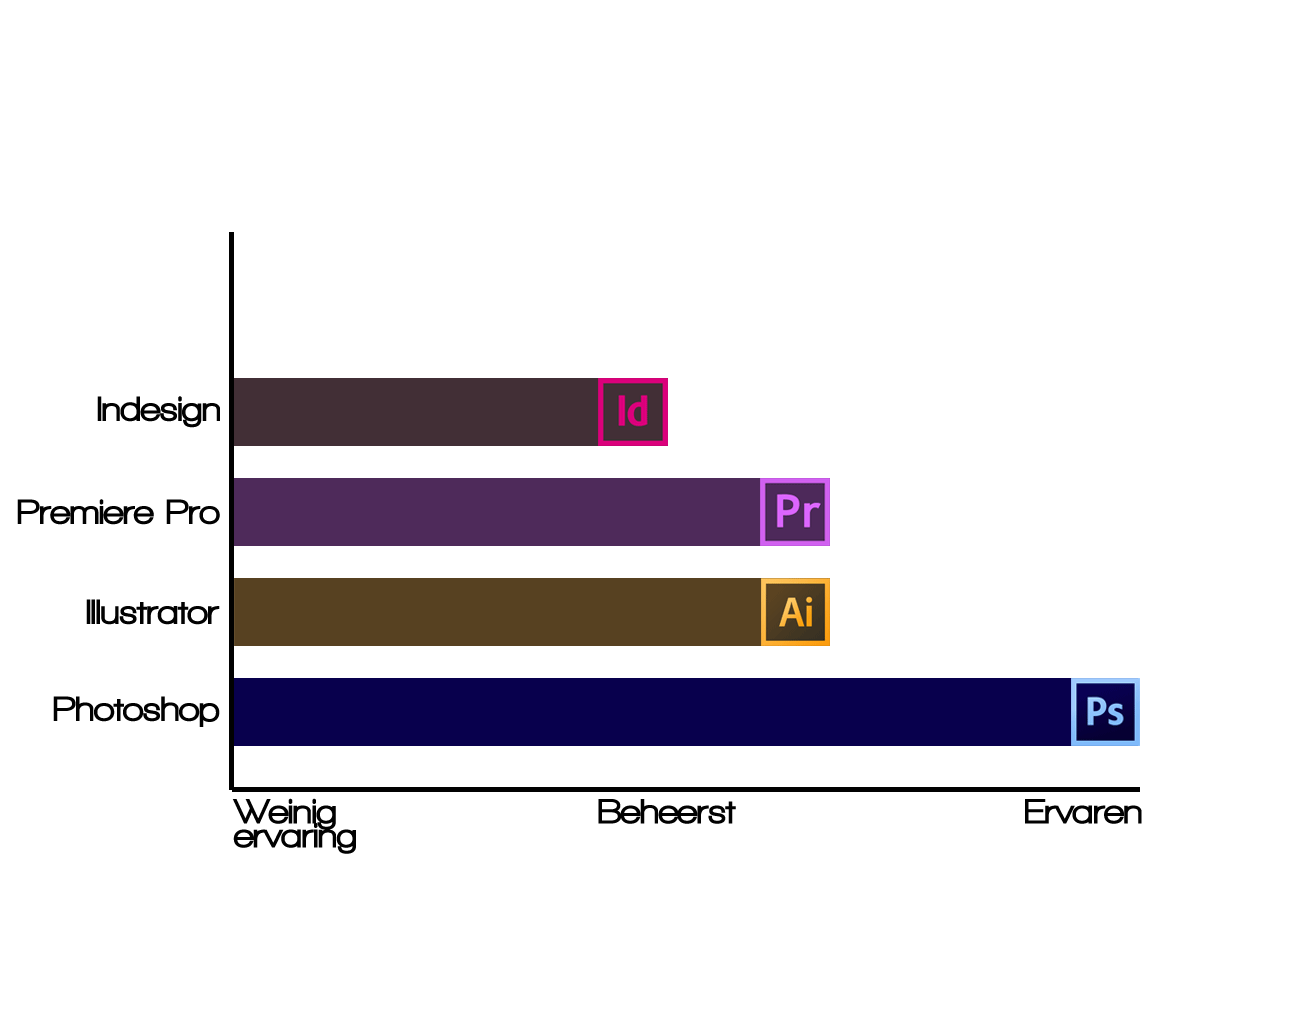 Indesign
Id
Premiere Pro
Pr
Illustrator
Ai
Photoshop
Ps
Weinig
ervaring
Beheerst
Ervaren